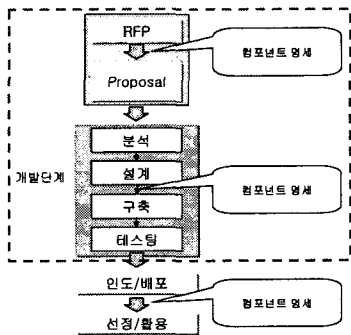 RFP
컴포넌트 명세
Proposal
분석
개발단계
설계
컴포넌트 명세
구축
테스팅
인도/배포
컴포넌트 명세
선정/활용